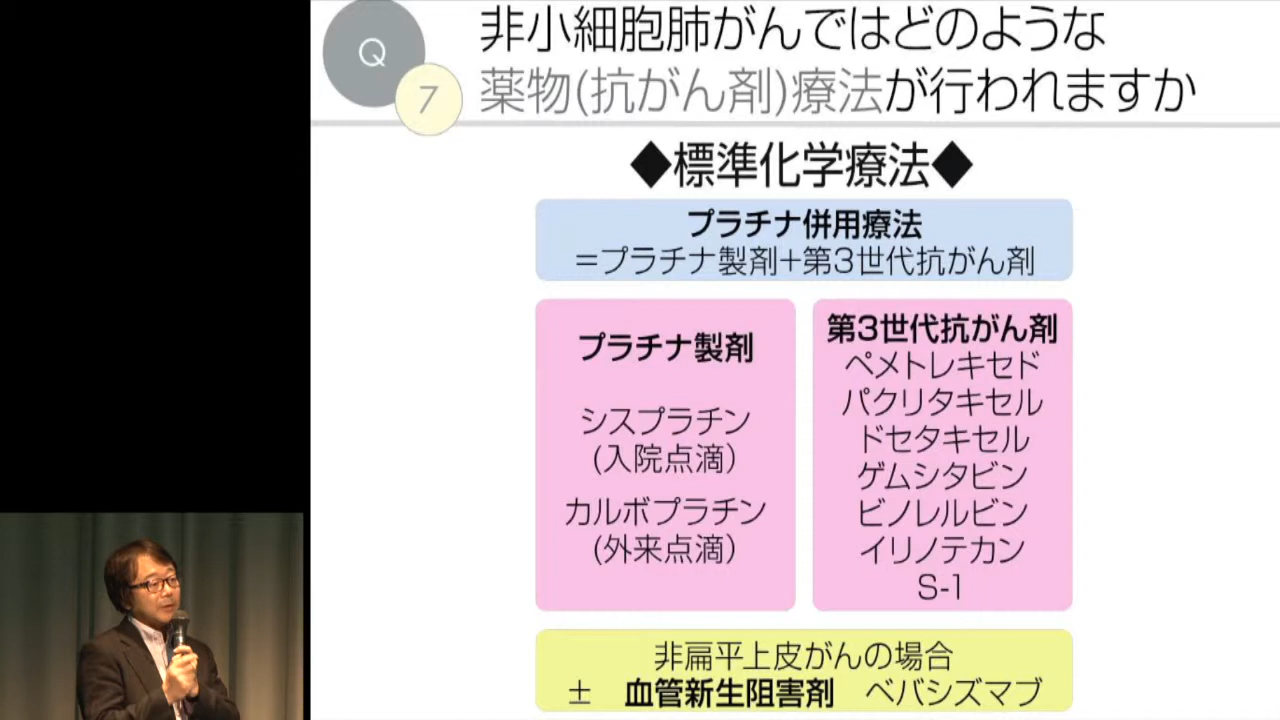 Q
7
非小細胞肺がんではどのような
薬物(抗がん剤)療法が行われますか
◆標準化学療法◆
プラチナ併用療法
＝プラチナ製剤＋第3世代抗がん剤
プラチナ製剤
シスプラチン
(入院点滴)
カルボプラチン
(外来点滴)
第3世代抗がん剤
ペメトレキセド
パクリタキセル
ドセタキセル
ゲムシタビン
ビノレルビン
イリノテカン
S-1
非扁平上皮がんの場合
± 血管新生阻害剤 ベバシズマブ